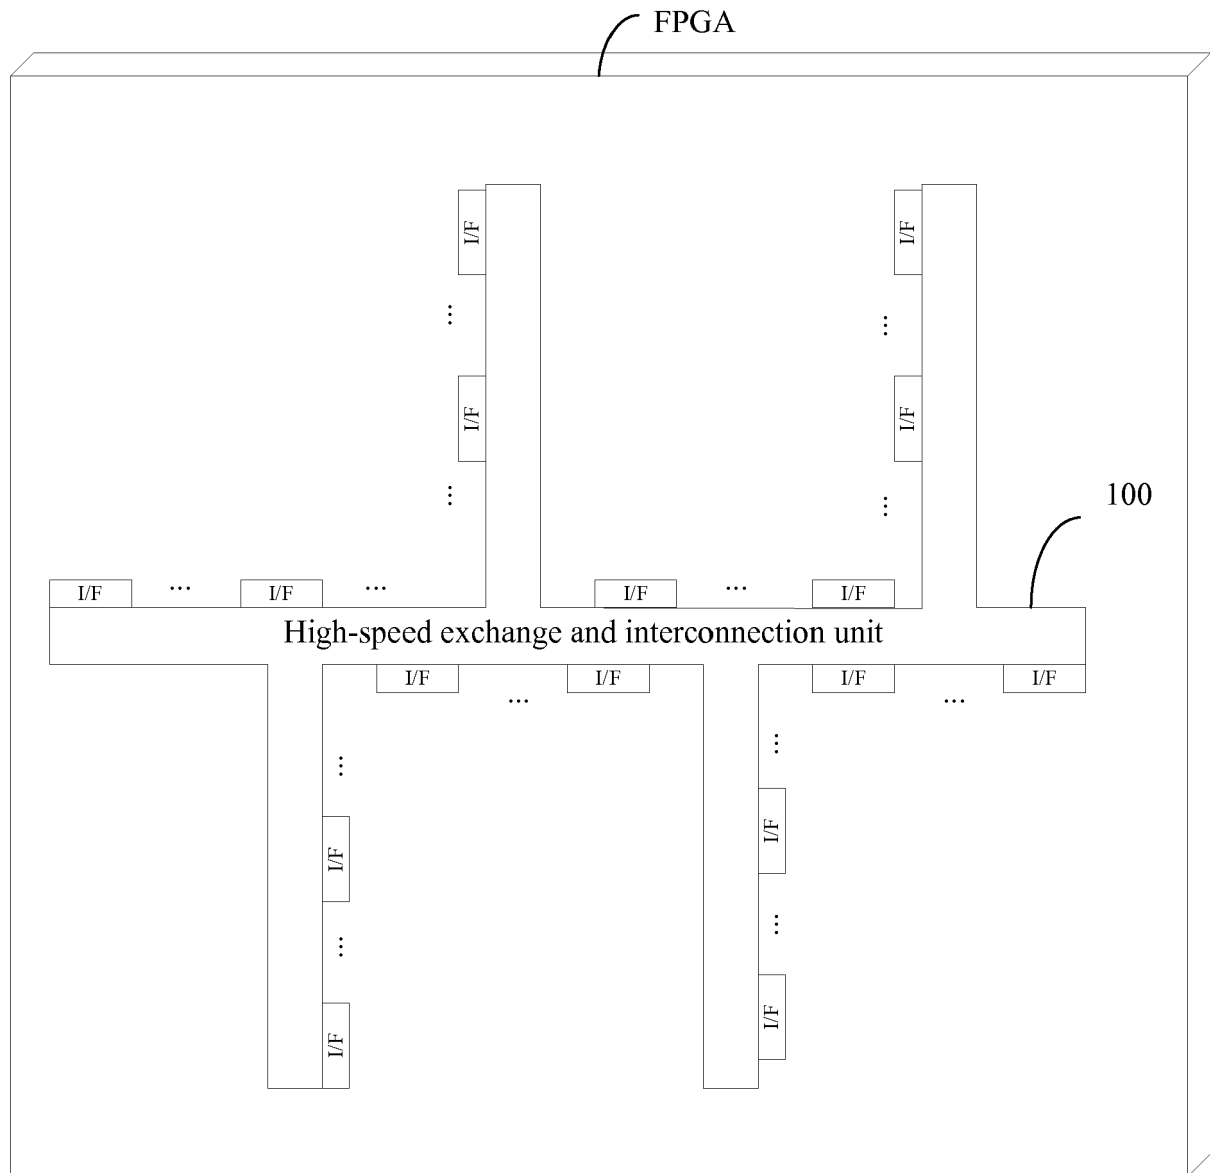 FPGA
I/F
I/F
...
...
I/F
I/F
...
...
100
I/F ... I/F ... I/F ... I/F
High-speed exchange and interconnection unit
I/F ... I/F I/F ... I/F
...
...
I/F
I/F
...
...
I/F
I/F